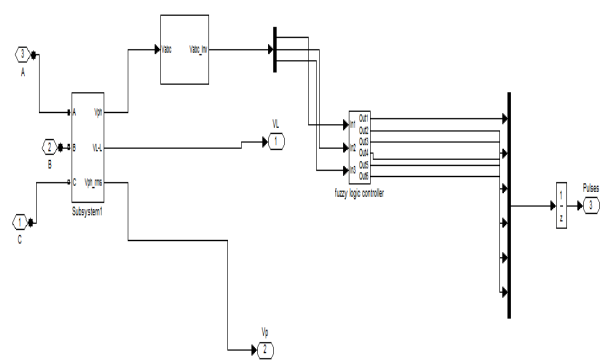 3
A
2
B
1
C
A
B
C
Vph
VL-L
Vph_rms
Subsystem1
Vabc
Vabc_inv
VL
1
Vp
2
In1
In2
In3
Out1
Out2
Out3
Out4
Out5
Out6
fuzzy logic controller
1
z
Pulses
3